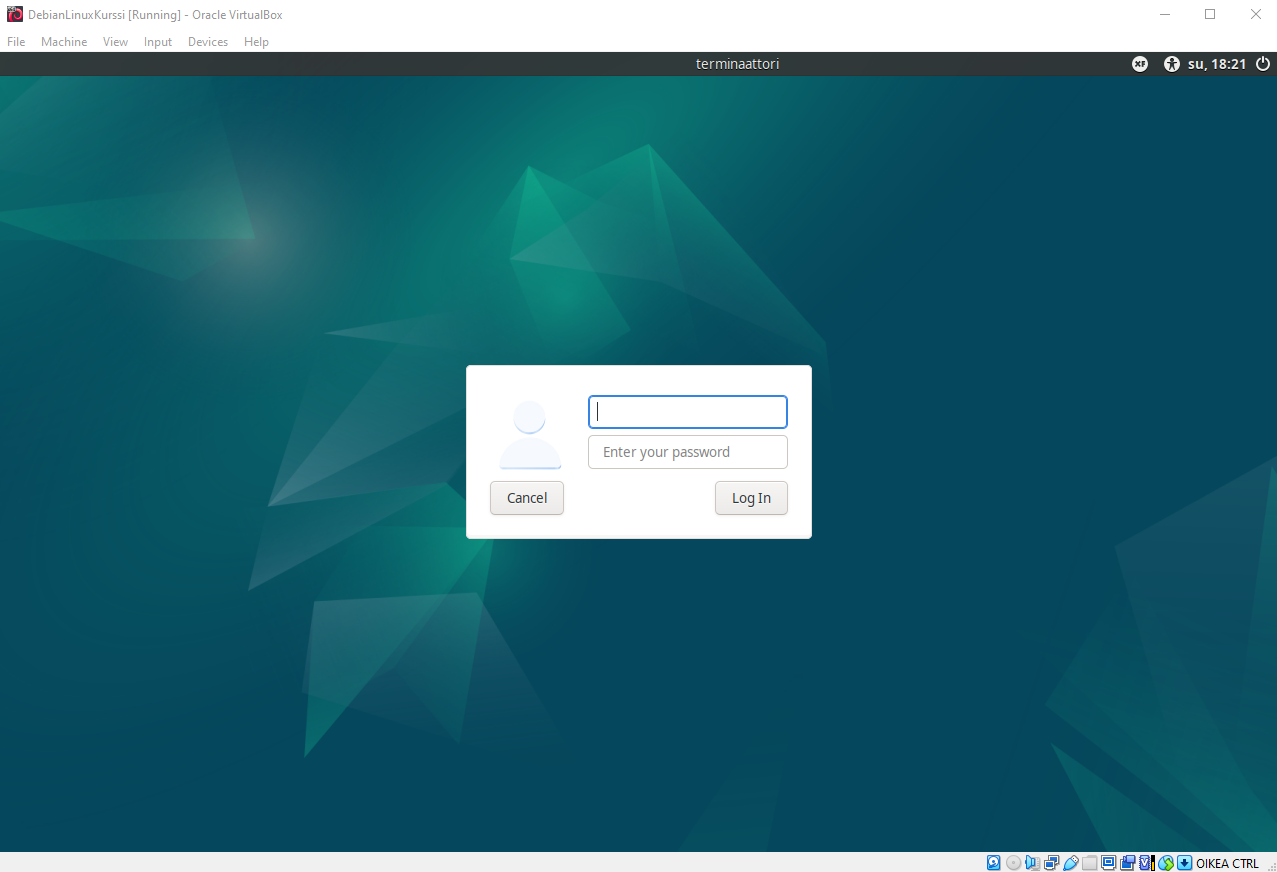 DebianLinuxKurssi [Running] - Oracle VirtualBox
File Machine View Input Devices Help
terminaattori
su, 18:21
Enter your password
Cancel
Log In
OIKEA CTRL